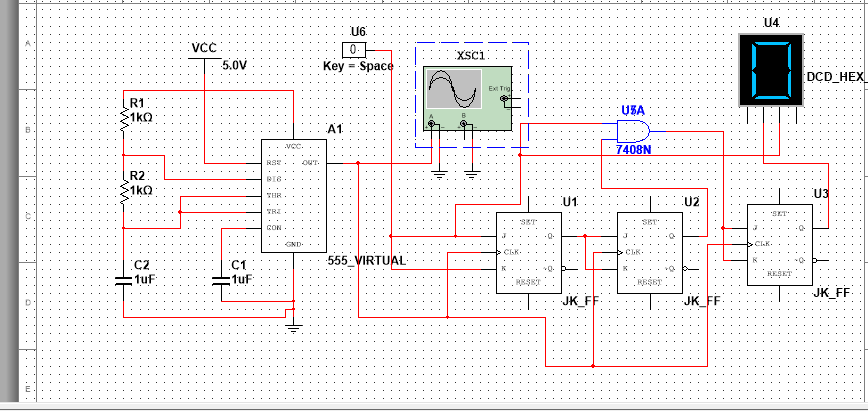 U4
DCD_HEX_
U6
0
Key = Space
VCC
5.0V
XSC1
Ext Trig
A
B
7408N
R1
1kΩ
R2
1kΩ
A1
VCC
RST
OUT
DIS
THR
TRI
CON
GND
555_VIRTUAL
C2
1uF
C1
1uF
U1
SET
J
Q
CLK
K
~Q
RESET
JK_FF
U2
SET
J
Q
CLK
K
~Q
RESET
JK_FF
U3
SET
J
Q
CLK
K
~Q
RESET
JK_FF
A
B
C
D
E